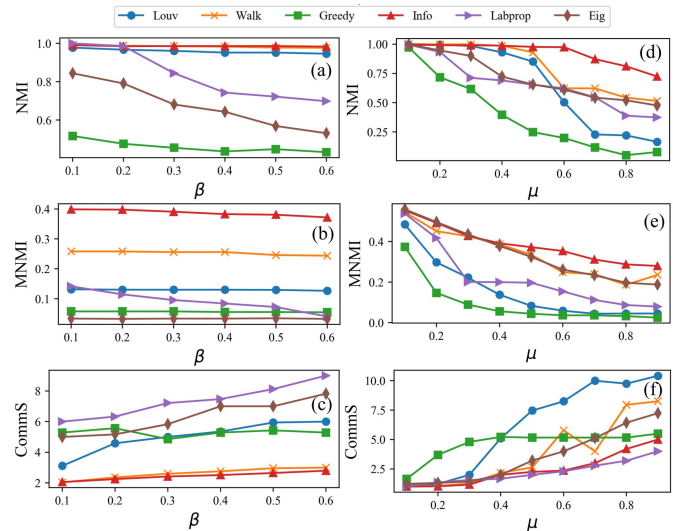 Louv Walk Greedy Info Labprop Eig
1.0
0.8
0.6
NMI
(a)
0.1 0.2 0.3 0.4 0.5 0.6
β
1.00
0.75
0.50
0.25
NMI
(d)
0.2 0.4 0.6 0.8
μ
0.4
0.3
0.2
0.1
MNMI
(b)
0.1 0.2 0.3 0.4 0.5 0.6
β
0.4
0.2
0.0
MNMI
(e)
0.2 0.4 0.6 0.8
μ
8
6
4
2
CommS
(c)
0.1 0.2 0.3 0.4 0.5 0.6
β
10.0
7.5
5.0
2.5
CommS
(f)
0.2 0.4 0.6 0.8
μ